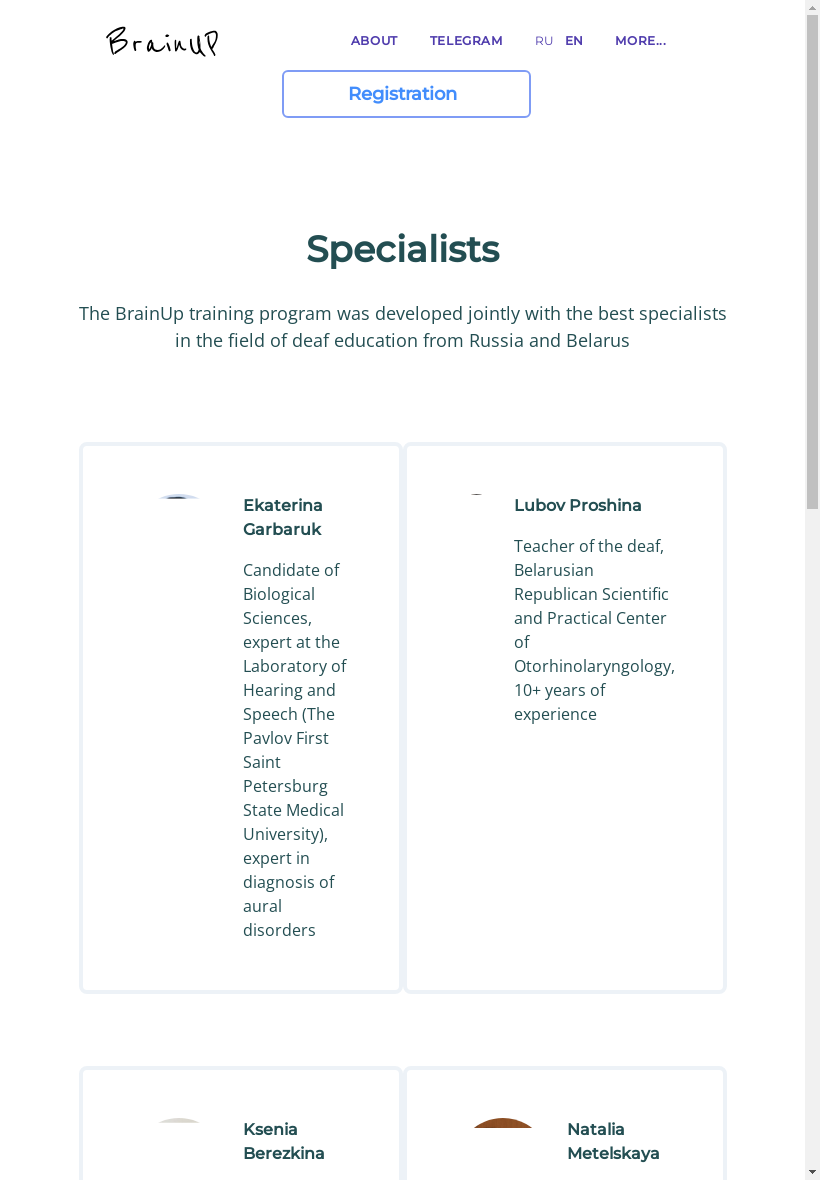 BrainUP
ABOUT TELEGRAM RU EN MORE...
Registration
Specialists
The BrainUp training program was developed jointly with the best specialists
in the field of deaf education from Russia and Belarus
Ekaterina
Garbaruk
Candidate of
Biological
Sciences,
expert at the
Laboratory of
Hearing and
Speech (The
Pavlov First
Saint
Petersburg
State Medical
University),
expert in
diagnosis of
aural
disorders
Lubov Proshina
Teacher of the deaf,
Belarusian
Republican Scientific
and Practical Center
of
Otorhinolaryngology,
10+ years of
experience
Ksenia
Berezkina
Natalia
Metelskaya